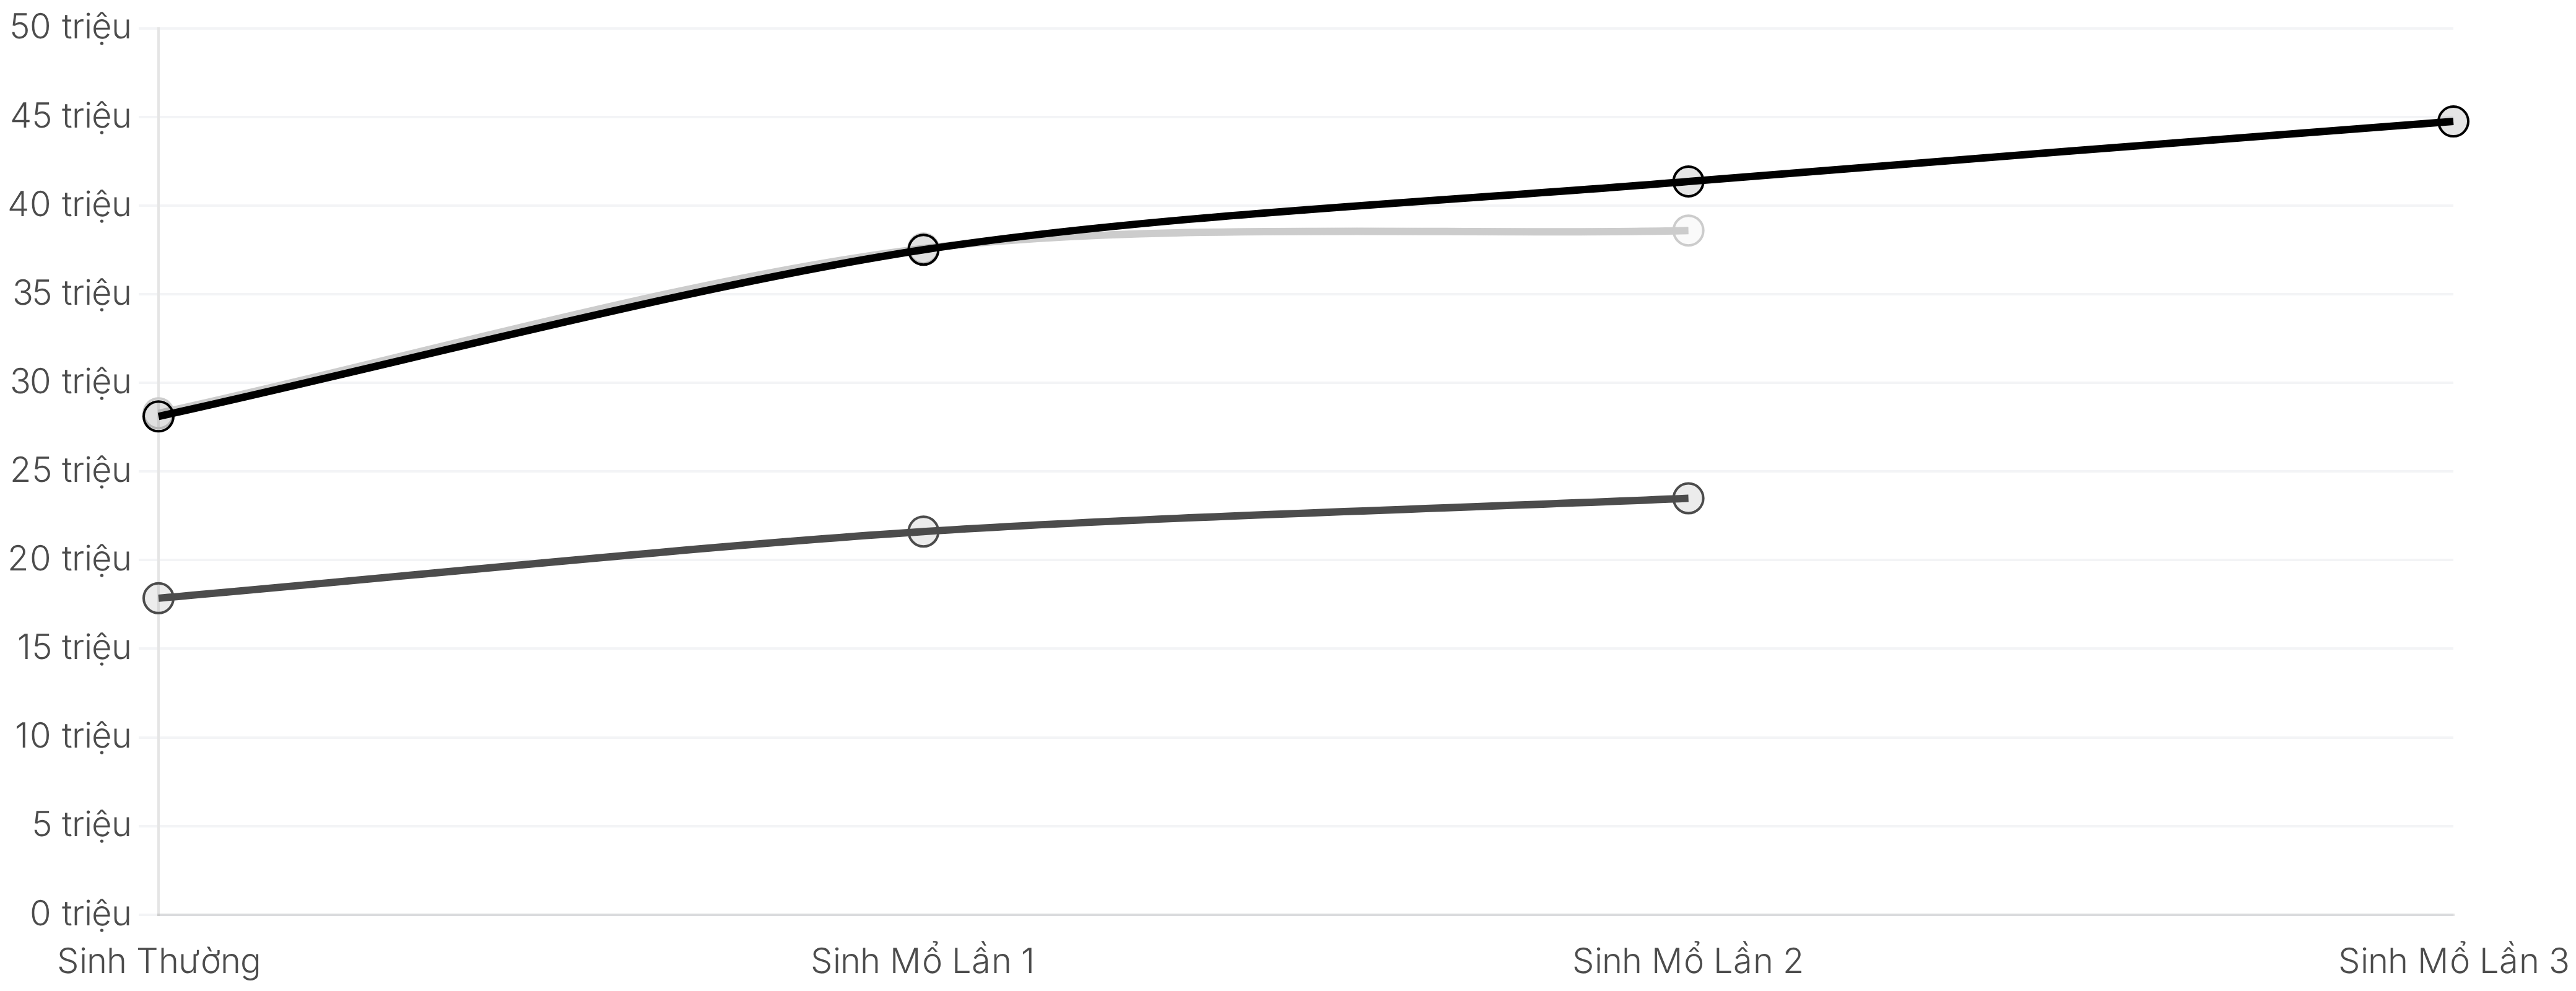 50 triệu
45 triệu
40 triệu
35 triệu
30 triệu
25 triệu
20 triệu
15 triệu
10 triệu
5 triệu
0 triệu
Sinh Thường
Sinh Mổ Lần 1
Sinh Mổ Lần 2
Sinh Mổ Lần 3